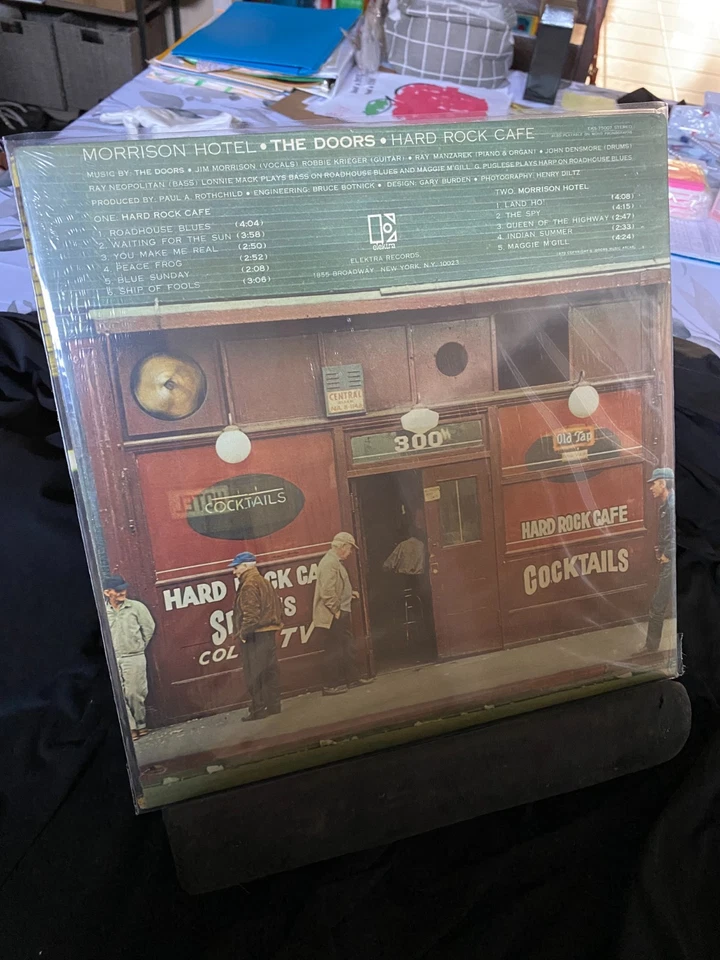 MORRISON HOTEL • THE DOORS • HARD ROCK CAFE
MUSIC BY: THE DOORS • JIM MORRISON (VOCALS) ROBBIE KRIEGER (GUITAR) • RAY MANZAREK (PIANO & ORGAN) • JOHN DENSMORE (DRUMS)
RAY NEOPOLITAN (BASS) LONNIE MACK PLAYS BASS ON ROADHOUSE BLUES AND MAGGIE M'GILL. G. PUGLESE PLAYS HARP ON ROADHOUSE BLUES
PRODUCED BY: PAUL A. ROTHCHILD • ENGINEERING: BRUCE BOTNICK • DESIGN: GARY BURDEN • PHOTOGRAPHY: HENRY DILTZ
ONE: HARD ROCK CAFE
1. ROADHOUSE BLUES (4:04)
2. WAITING FOR THE SUN (3:58)
3. YOU MAKE ME REAL (2:50)
4. PEACE FROG (2:52)
5. BLUE SUNDAY (2:08)
6. SHIP OF FOOLS (3:06)
elektra
ELEKTRA RECORDS
1855 BROADWAY NEW YORK N.Y. 10023
TWO: MORRISON HOTEL
1. LAND HO! (4:08)
2. THE SPY (4:15)
3. QUEEN OF THE HIGHWAY (2:47)
4. INDIAN SUMMER (2:33)
5. MAGGIE M'GILL (4:24)
CENTRAL
300
Old Tap
HOTEL
COCKTAILS
HARD ROCK CAFE
COCKTAILS
HARD ROCK CA
COL TV